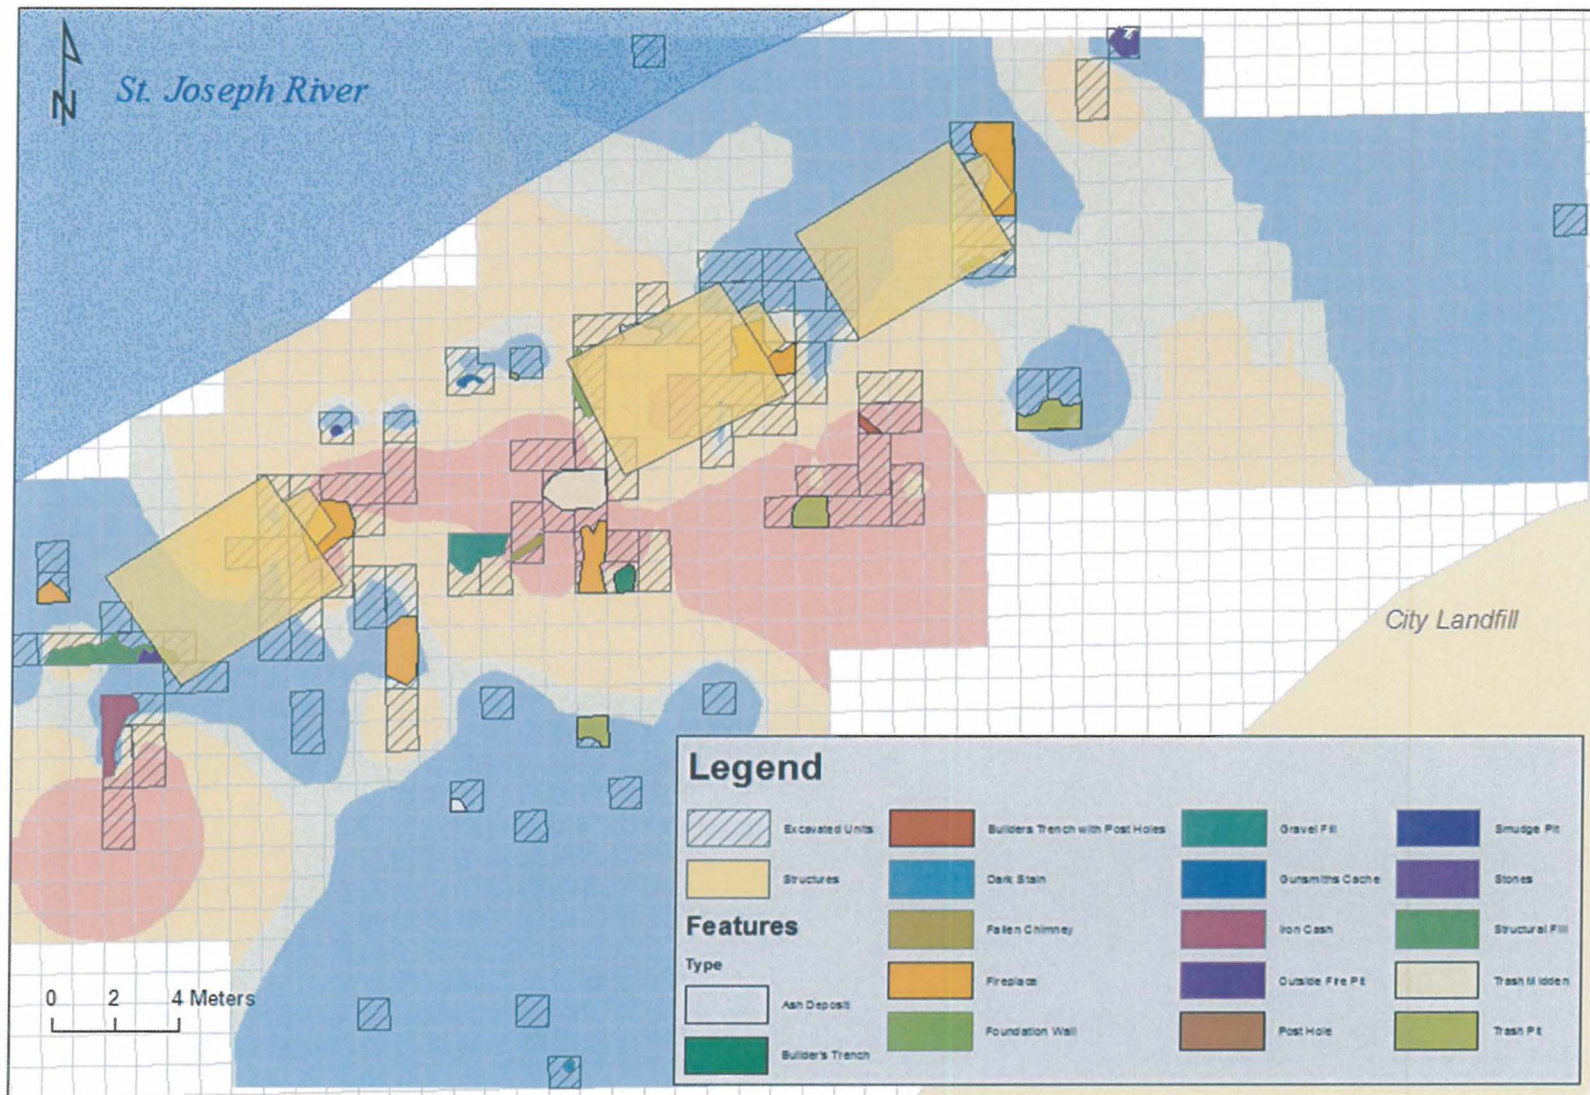 N
St. Joseph River
City Landfill
0 2 4 Meters
Legend
Excavated Units
Structures
Features
Type
Ash Deposit
Builder's Trench
Builders Trench with Post Holes
Dark Stain
Fallen Chimney
Fireplace
Foundation Wall
Gravel Fill
Gunsmiths Cache
Iron Cash
Outside Fire Pit
Post Hole
Smudge Pit
Stones
Structural Fill
Trash Midden
Trash Pit